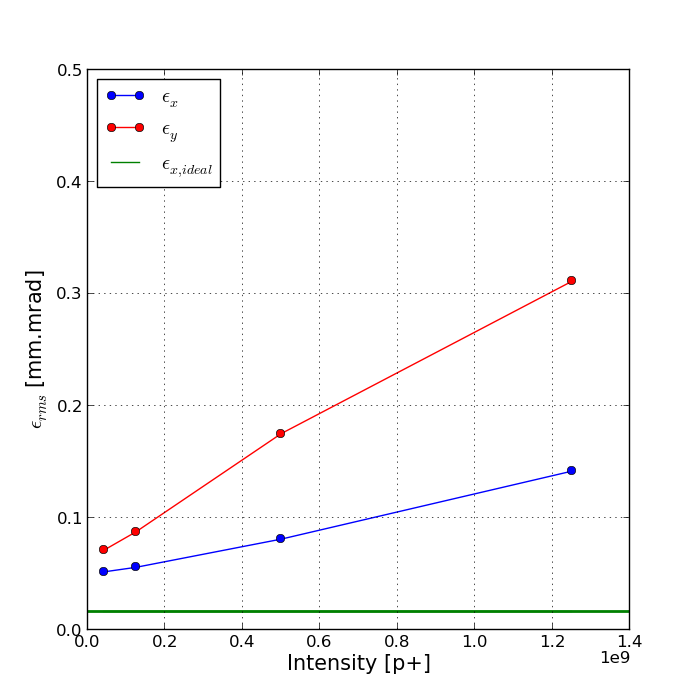 0.5
0.4
0.3
0.2
0.1
0.0
ϵ_rms [mm.mrad]
ϵ_x
ϵ_y
ϵ_x,ideal
0.0 0.2 0.4 0.6 0.8 1.0 1.2 1.4
1e9
Intensity [p+]